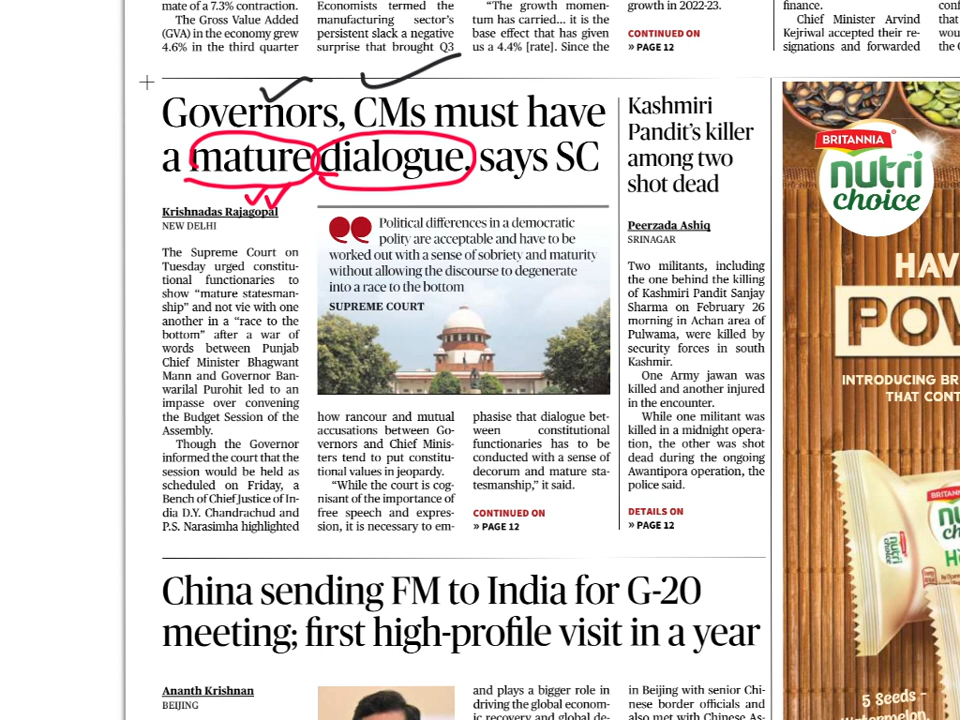 mate of a 7.3% contraction.
The Gross Value Added
(GVA) in the economy grew
4.6% in the third quarter
Economists termed the
manufacturing sector's
persistent slack a negative
surprise that brought Q3
"The growth momen-
tum has carried... it is the
base effect that has given
us a 4.4% [rate]. Since the
growth in 2022-23.
CONTINUED ON
» PAGE 12
finance.
Chief Minister Arvind
Kejriwal accepted their re-
signations and forwarded
Governors, CMs must have
a mature dialogue, says SC
Krishnadas Rajagopal
NEW DELHI
The Supreme Court on
Tuesday urged constitu-
tional functionaries to
show "mature statesman-
ship" and not vie with one
another in a "race to the
bottom" after a war of
words between Punjab
Chief Minister Bhagwant
Mann and Governor Ban-
warilal Purohit led to an
impasse over convening
the Budget Session of the
Assembly.
Though the Governor
informed the court that the
session would be held as
scheduled on Friday, a
Bench of Chief Justice of In-
dia D.Y. Chandrachud and
P.S. Narasimha highlighted
Political differences in a democratic
polity are acceptable and have to be
worked out with a sense of sobriety and maturity
without allowing the discourse to degenerate
into a race to the bottom
SUPREME COURT
how rancour and mutual
accusations between Go-
vernors and Chief Minis-
ters tend to put constitu-
tional values in jeopardy.
"While the court is cog-
nisant of the importance of
free speech and expres-
sion, it is necessary to em-
phasise that dialogue bet-
ween constitutional
functionaries has to be
conducted with a sense of
decorum and mature sta-
tesmanship," it said.
CONTINUED ON
» PAGE 12
Kashmiri
Pandit's killer
among two
shot dead
Peerzada Ashiq
SRINAGAR
Two militants, including
the one behind the killing
of Kashmiri Pandit Sanjay
Sharma on February 26
morning in Achan area of
Pulwama, were killed by
security forces in south
Kashmir.
One Army jawan was
killed and another injured
in the encounter.
While one militant was
killed in a midnight opera-
tion, the other was shot
dead during the ongoing
Awantipora operation, the
police said.
DETAILS ON
» PAGE 12
BRITANNIA
nutri
choice
HAV
POW
INTRODUCING BR
THAT CONT
BRITANNIA
nutri
5 Seeds -
China sending FM to India for G-20
meeting; first high-profile visit in a year
Ananth Krishnan
BEIJING
and plays a bigger role in
driving the global econom-
ic recovery and global de-
in Beijing with senior Chi-
nese border officials and
also met with Chinese As-